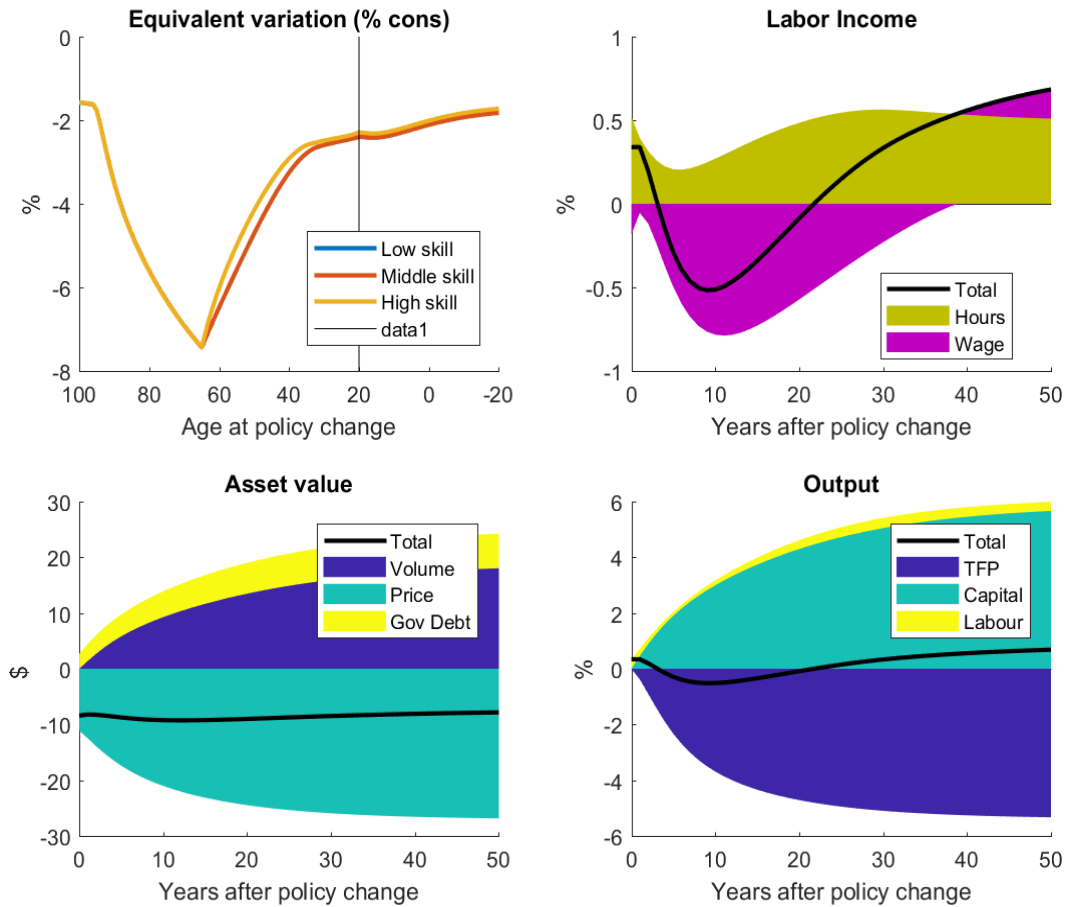 Equivalent variation (% cons)
0
-2
-4
-6
-8
%
Low skill
Middle skill
High skill
data1
100 80 60 40 20 0 -20
Age at policy change
Labor Income
1
0.5
0
-0.5
-1
%
Total
Hours
Wage
0 10 20 30 40 50
Years after policy change
Asset value
30
20
10
0
-10
-20
-30
$
Total
Volume
Price
Gov Debt
0 10 20 30 40 50
Years after policy change
Output
6
4
2
0
-2
-4
-6
%
Total
TFP
Capital
Labour
0 10 20 30 40 50
Years after policy change